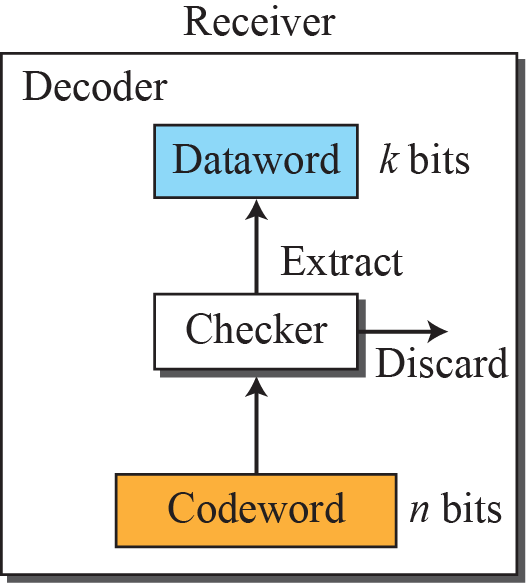 Receiver
Decoder
Dataword k bits
Extract
Checker
Discard
Codeword n bits